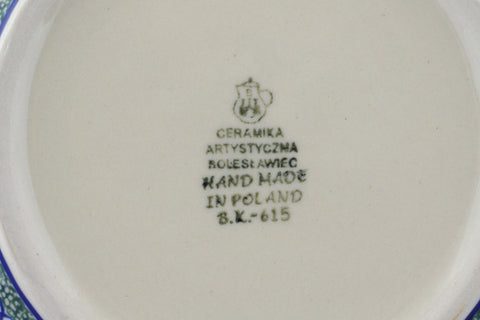 CERAMIKA
ARTYSTYCZNA
BOLESŁAWIEC
HAND MADE
IN POLAND
B.K.-615